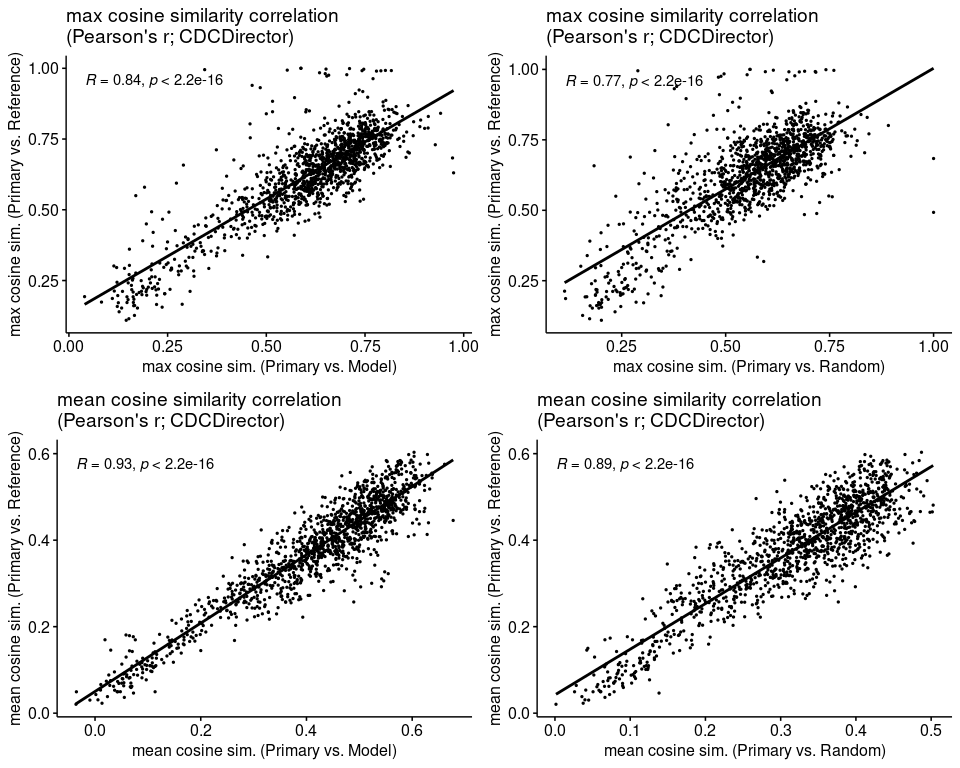 max cosine similarity correlation
(Pearson's r; CDCDirector)
R = 0.84, p < 2.2e-16
max cosine sim. (Primary vs. Reference)
1.00
0.75
0.50
0.25
0.00 0.25 0.50 0.75 1.00
max cosine sim. (Primary vs. Model)
max cosine similarity correlation
(Pearson's r; CDCDirector)
R = 0.77, p < 2.2e-16
max cosine sim. (Primary vs. Reference)
1.00
0.75
0.50
0.25
0.25 0.50 0.75 1.00
max cosine sim. (Primary vs. Random)
mean cosine similarity correlation
(Pearson's r; CDCDirector)
R = 0.93, p < 2.2e-16
mean cosine sim. (Primary vs. Reference)
0.6
0.4
0.2
0.0
0.0 0.2 0.4 0.6
mean cosine sim. (Primary vs. Model)
mean cosine similarity correlation
(Pearson's r; CDCDirector)
R = 0.89, p < 2.2e-16
mean cosine sim. (Primary vs. Reference)
0.6
0.4
0.2
0.0
0.0 0.1 0.2 0.3 0.4 0.5
mean cosine sim. (Primary vs. Random)